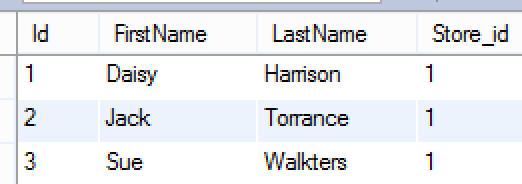 Id FirstName LastName Store_id
1 Daisy Harrison 1
2 Jack Torrance 1
3 Sue Walkters 1